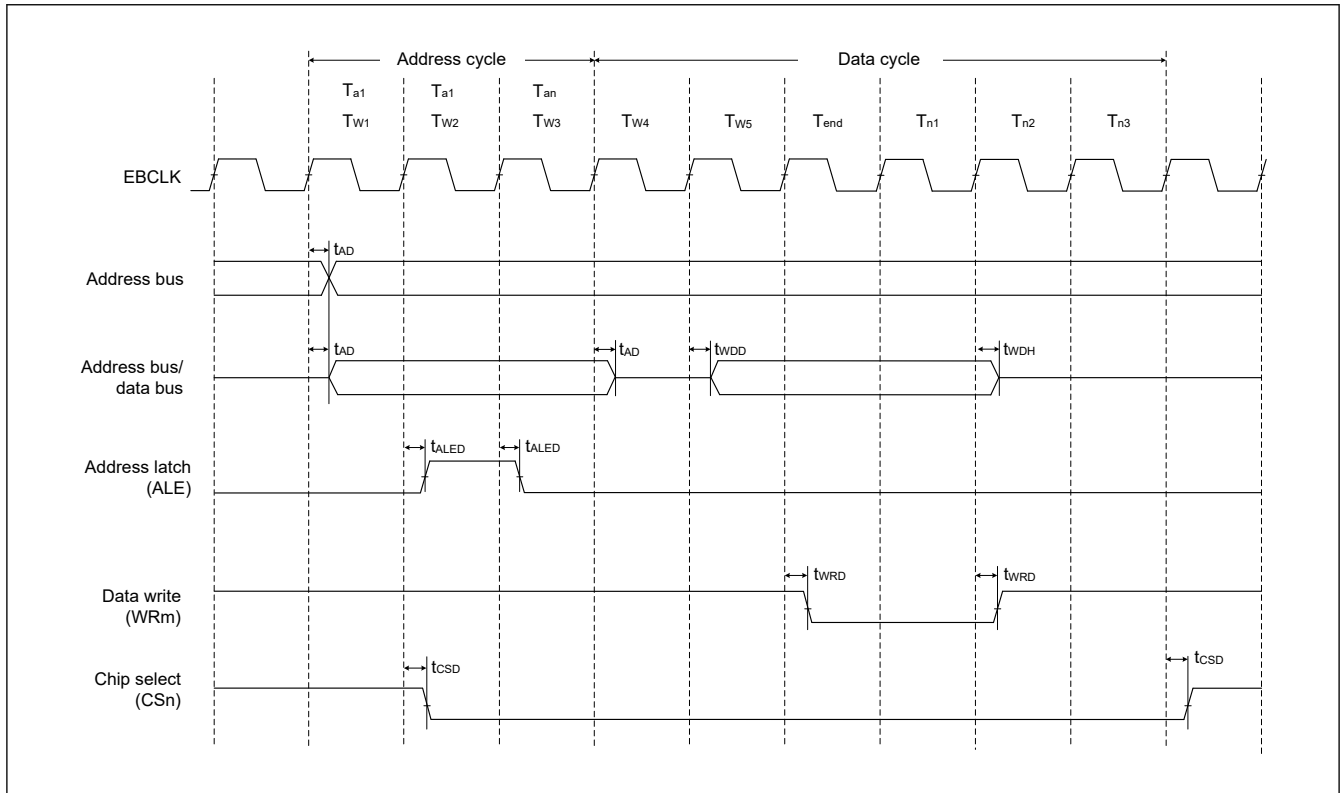 Address cycle Data cycle
Ta1 Ta1 Tan
TW1 TW2 TW3 TW4 TW5 Tend Tn1 Tn2 Tn3
EBCLK
tAD
Address bus
tAD tAD tWDD tWDH
Address bus/
data bus
tALED tALED
Address latch
(ALE)
tWRD tWRD
Data write
(WRm)
tCSD tCSD
Chip select
(CSn)